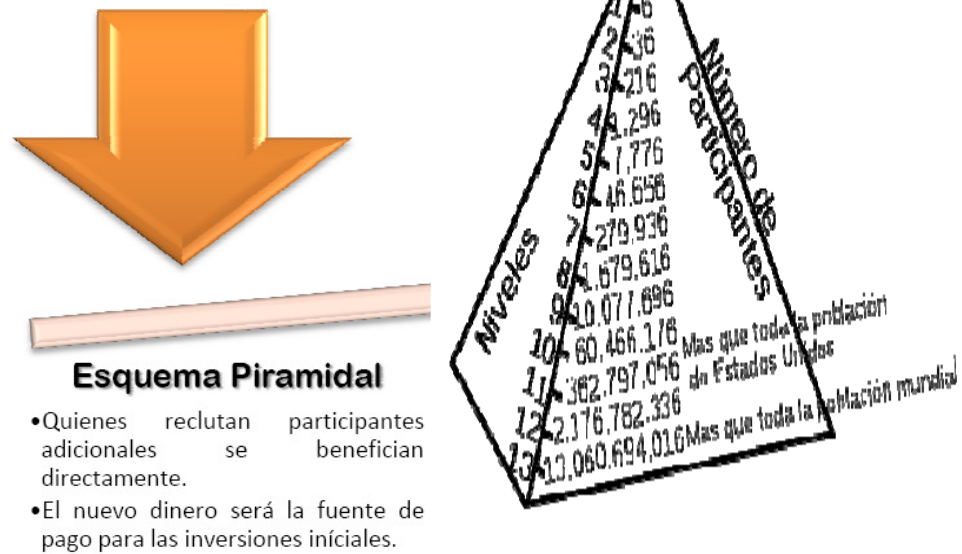 Esquema Piramidal
•Quienes reclutan participantes
adicionales se benefician
directamente.
•El nuevo dinero será la fuente de
pago para las inversiones iníciales.
Niveles
Número de
Participantes
1 6
2 36
3 216
4 1.296
5 7.776
6 46.656
7 279.936
8 1.679.616
9 10.077.696
10 60.466.176
11 362.797.056 Mas que toda la población
de Estados Unidos
12 2.176.782.336
13 13.060.694.016 Mas que toda la población mundial